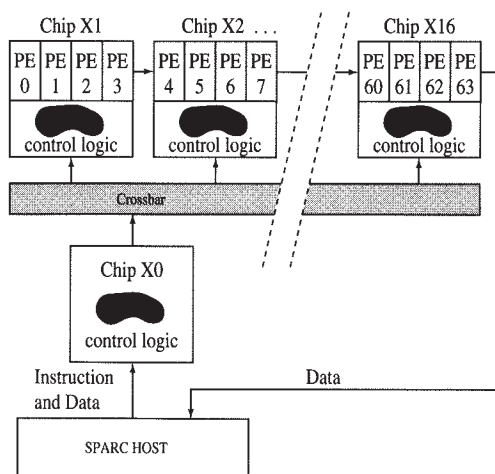 Chip X1
Chip X2 . . .
Chip X16
PE PE PE PE
0 1 2 3
PE PE PE PE
4 5 6 7
PE PE PE PE
60 61 62 63
control logic
control logic
control logic
Crossbar
Chip X0
control logic
Instruction
and Data
Data
SPARC HOST